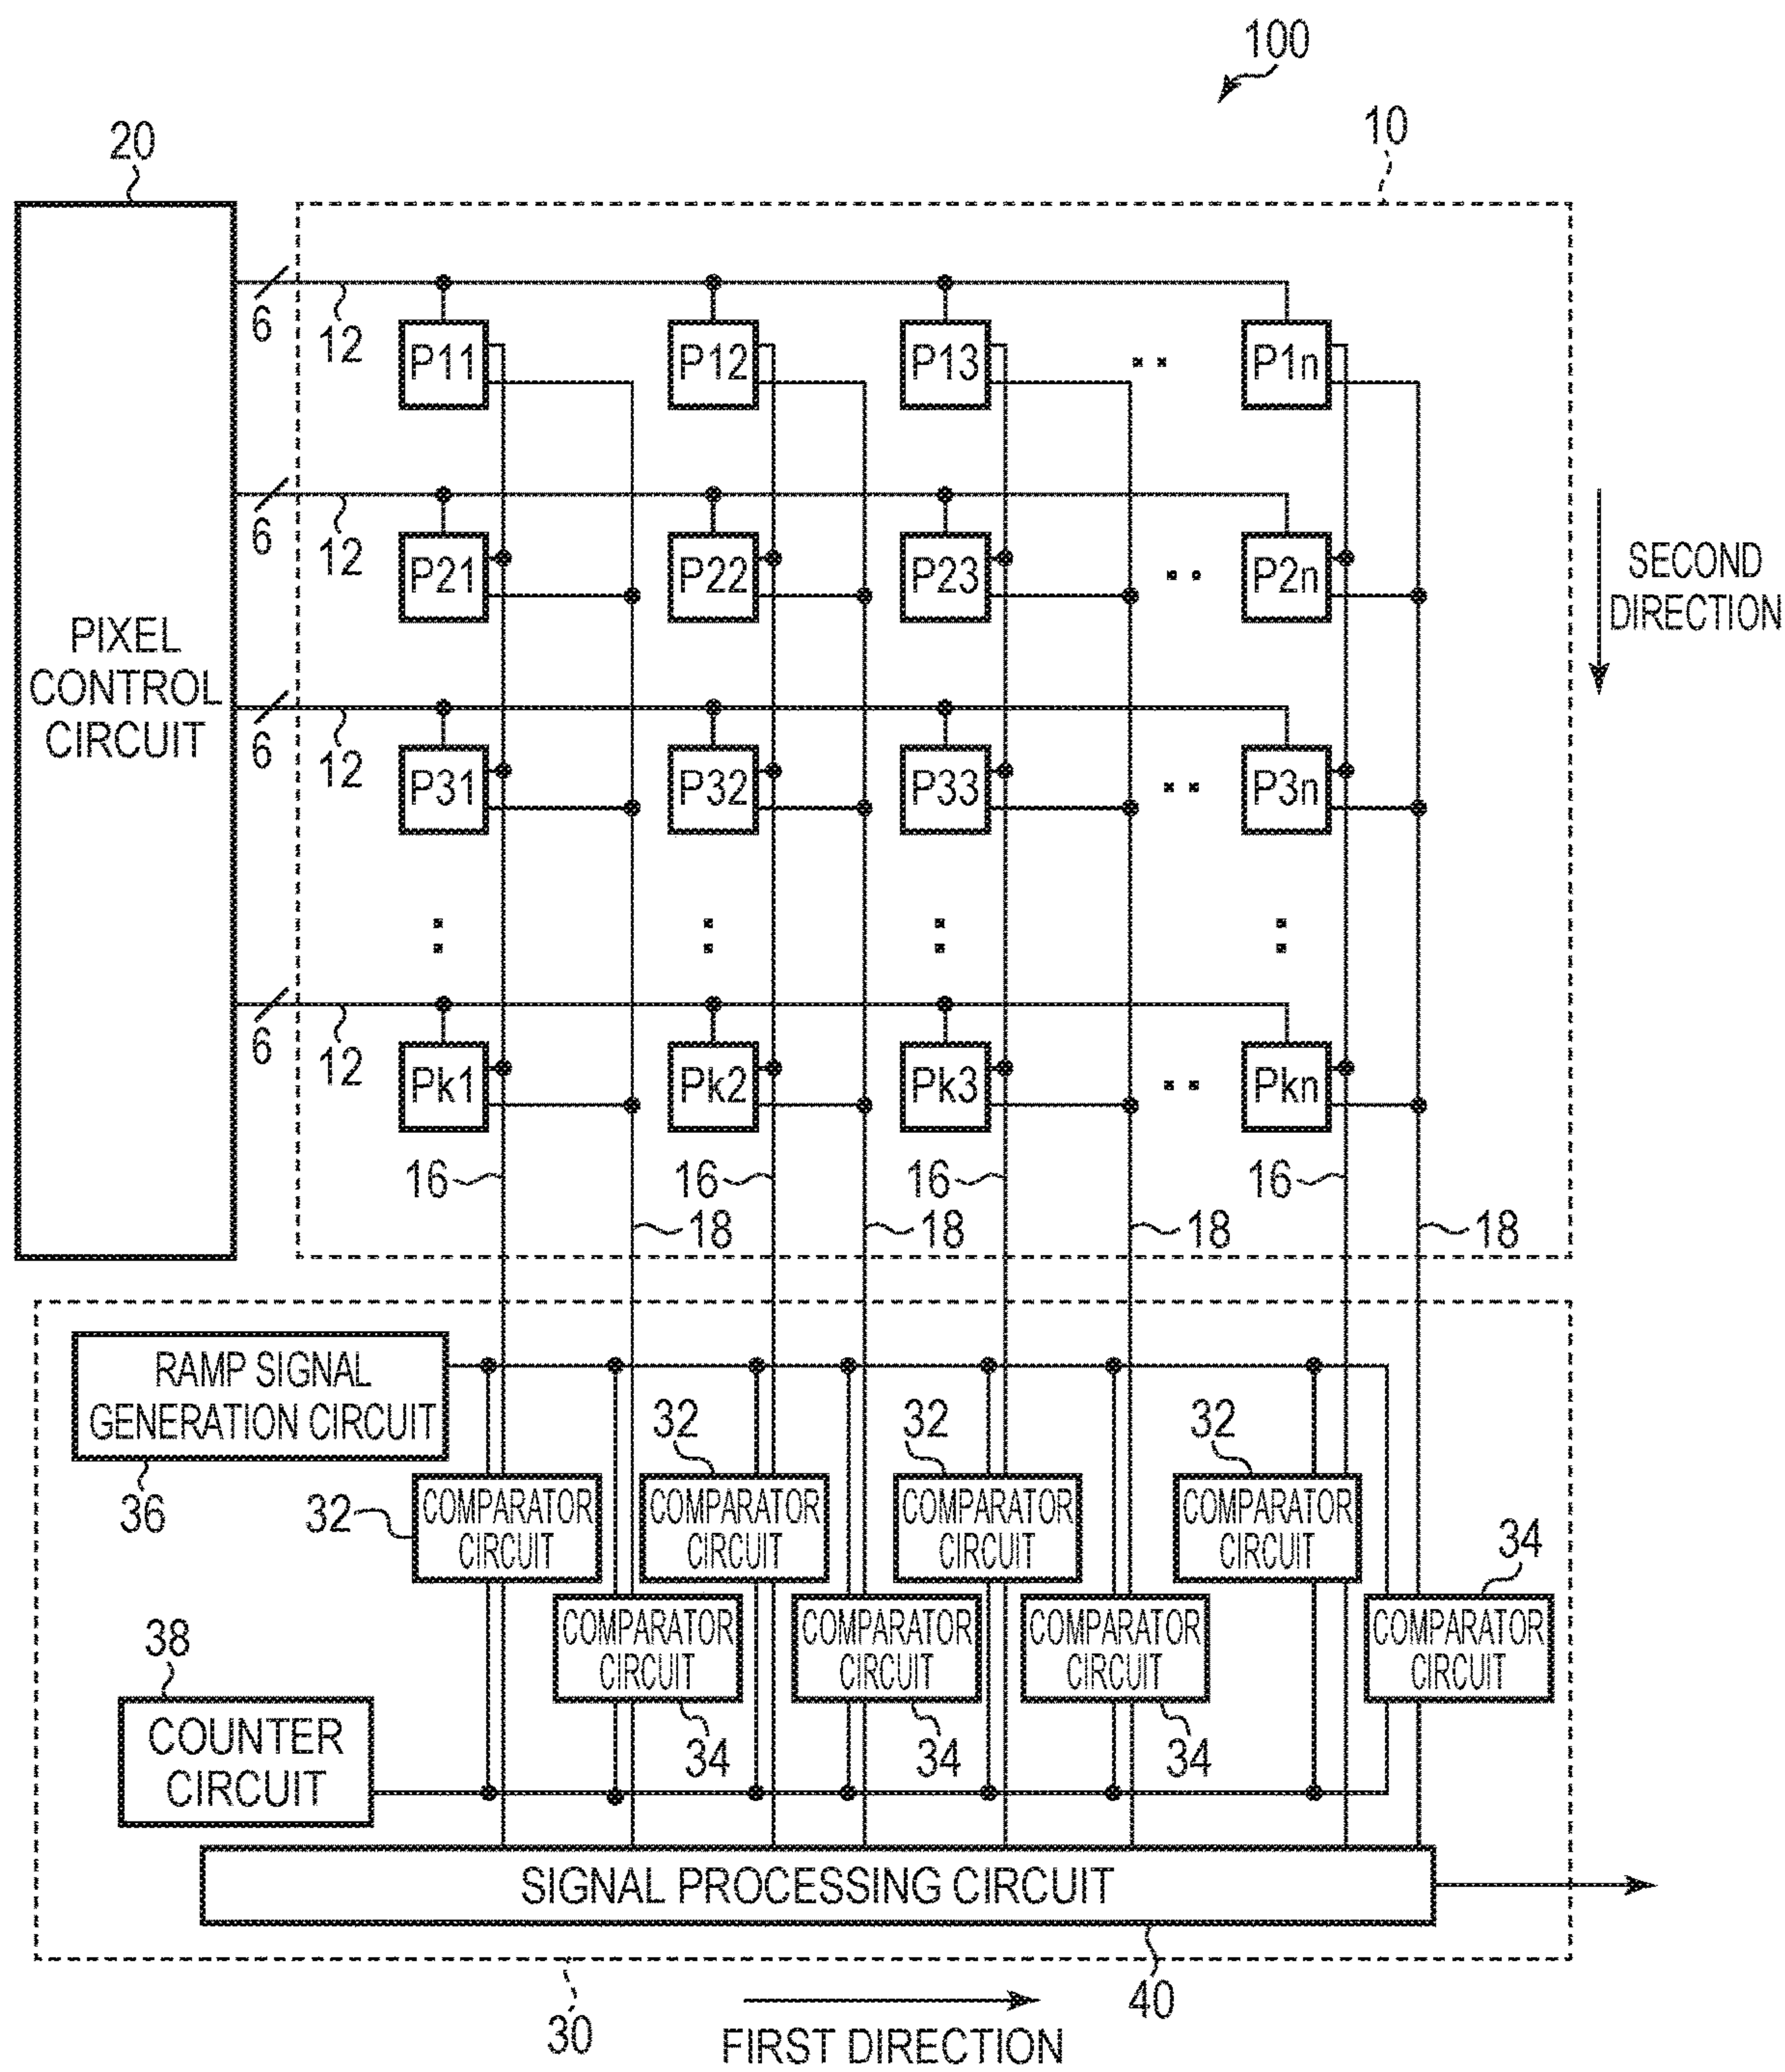 100
20
10
6
12
P11
P12
P13
P1n
6
12
P21
P22
P23
P2n
SECOND
DIRECTION
PIXEL
CONTROL
CIRCUIT
6
12
P31
P32
P33
P3n
6
12
Pk1
Pk2
Pk3
Pkn
16
16
16
16
18
18
18
18
RAMP SIGNAL
GENERATION CIRCUIT
36
32
32
32
32
COMPARATOR
CIRCUIT
COMPARATOR
CIRCUIT
COMPARATOR
CIRCUIT
COMPARATOR
CIRCUIT
34
COMPARATOR
CIRCUIT
COMPARATOR
CIRCUIT
COMPARATOR
CIRCUIT
COMPARATOR
CIRCUIT
38
COUNTER
CIRCUIT
34
34
34
SIGNAL PROCESSING CIRCUIT
40
30
FIRST DIRECTION